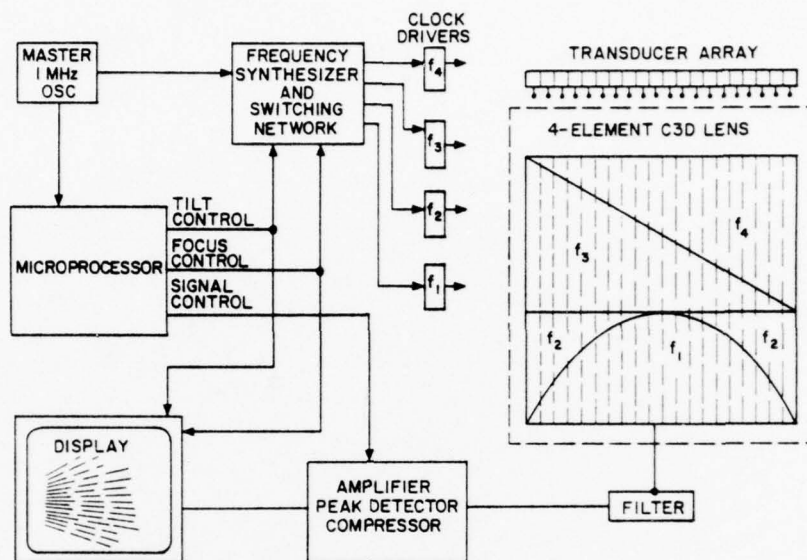 MASTER
1 MHz
OSC
FREQUENCY
SYNTHESIZER
AND
SWITCHING
NETWORK
CLOCK
DRIVERS
f4
f3
f2
f1
TRANSDUCER ARRAY
4-ELEMENT C3D LENS
f4
f3
f2
f1
f2
MICROPROCESSOR
TILT
CONTROL
FOCUS
CONTROL
SIGNAL
CONTROL
DISPLAY
AMPLIFIER
PEAK DETECTOR
COMPRESSOR
FILTER